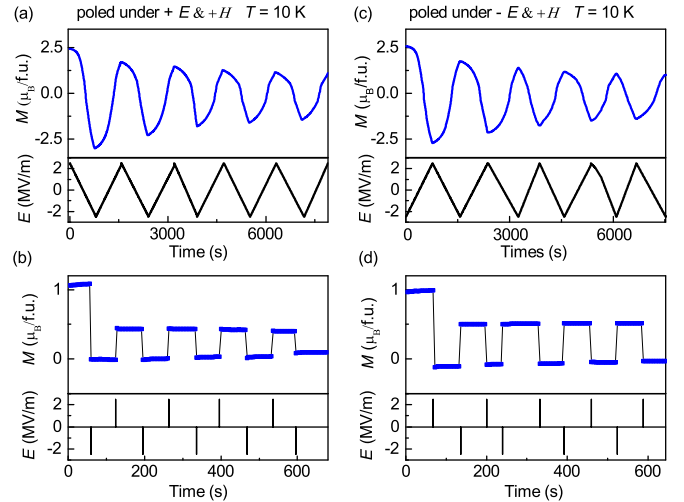 (a) poled under + E & +H T = 10 K
M (μB/f.u.)
2.5
0.0
-2.5
E (MV/m)
2
0
-2
0 3000 6000
Time (s)
(b)
M (μB/f.u.)
1
0
E (MV/m)
2
0
-2
0 200 400 600
Time (s)
(c) poled under - E & +H T = 10 K
M (μB/f.u.)
2.5
0.0
-2.5
E (MV/m)
2
0
-2
0 3000 6000
Times (s)
(d)
M (μB/f.u.)
1
0
E (MV/m)
2
0
-2
0 200 400 600
Time (s)